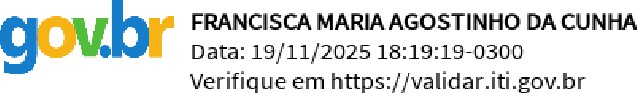 gov.br
FRANCISCA MARIA AGOSTINHO DA CUNHA
Data: 19/11/2025 18:19:19-0300
Verifique em https://validar.iti.gov.br